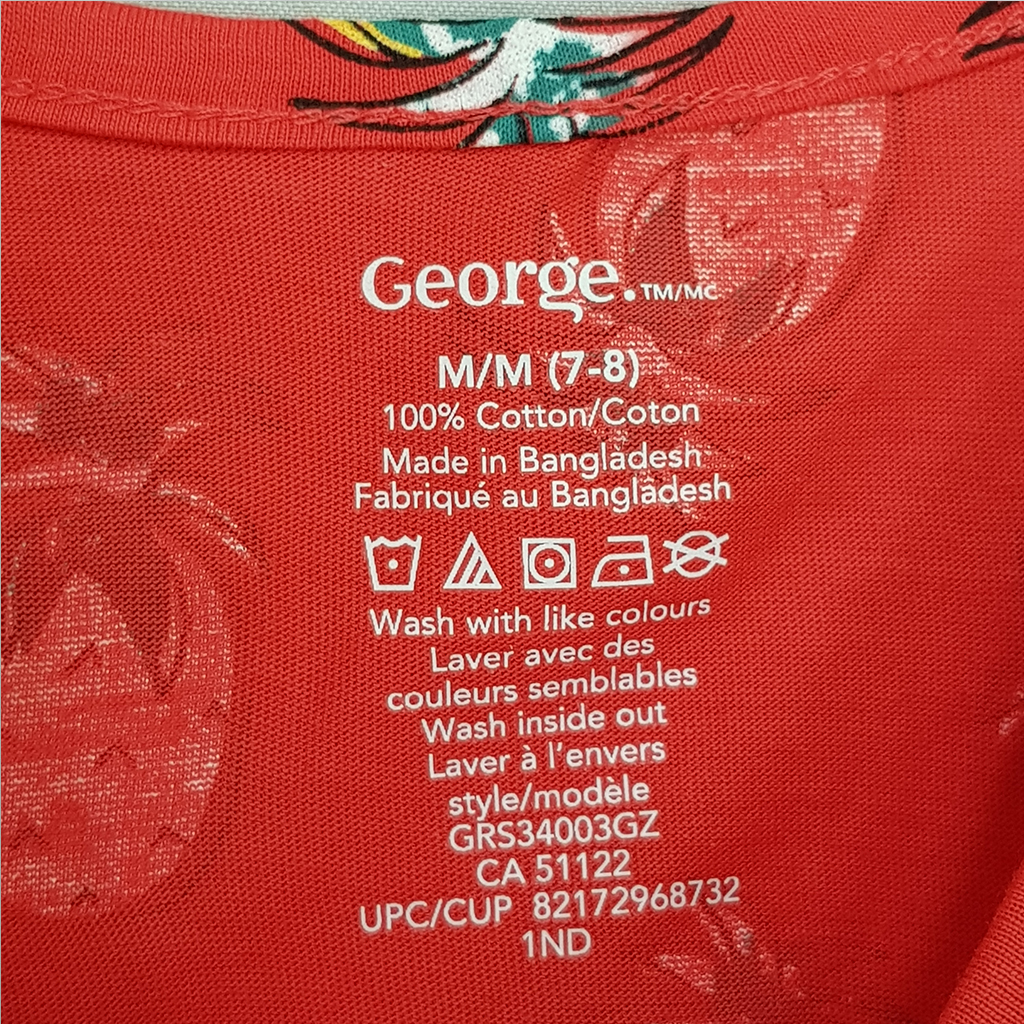 George.TM/MC
M/M (7-8)
100% Cotton/Coton
Made in Bangladesh
Fabriqué au Bangladesh
Wash with like colours
Laver avec des
couleurs semblables
Wash inside out
Laver à l'envers
style/modèle
GRS34003GZ
CA 51122
UPC/CUP 82172968732
1ND